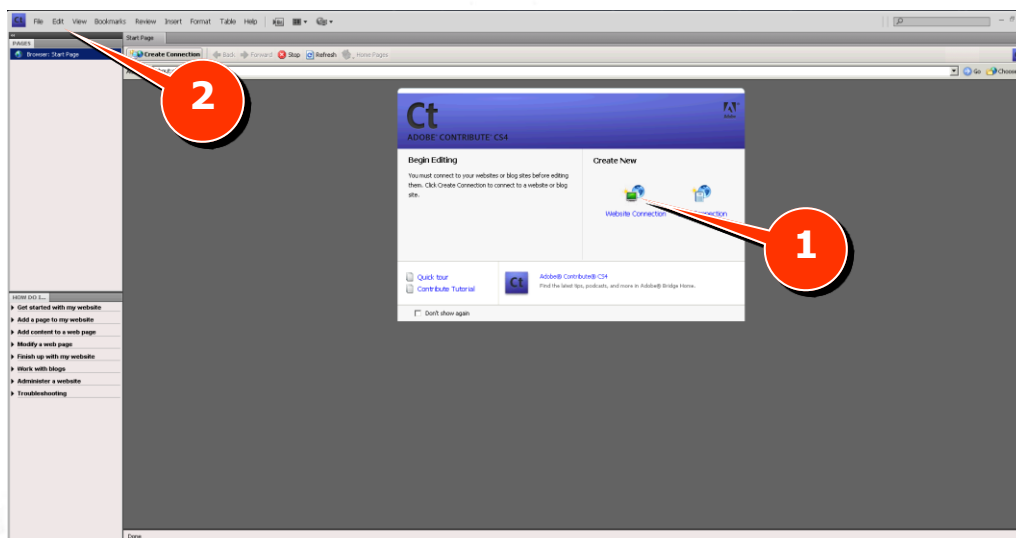 Ct File Edit View Bookmarks Review Insert Format Table Help
PAGES
Start Page
Browser: Start Page
Create Connection Back Forward Stop Refresh Home Pages
Go Choose
2
Ct
ADOBE® CONTRIBUTE® CS4
Adobe
Begin Editing
You must connect to your websites or blog sites before editing
them. Click Create Connection to connect to a website or blog
site.
Create New
Website Connection
1
Quick tour
Contribute Tutorial
Ct
Adobe® Contribute® CS4
Find the latest tips, podcasts, and more in Adobe® Bridge Home.
Don't show again
HOW DO I...
Get started with my website
Add a page to my website
Add content to a web page
Modify a web page
Finish up with my website
Work with blogs
Administer a website
Troubleshooting
Done